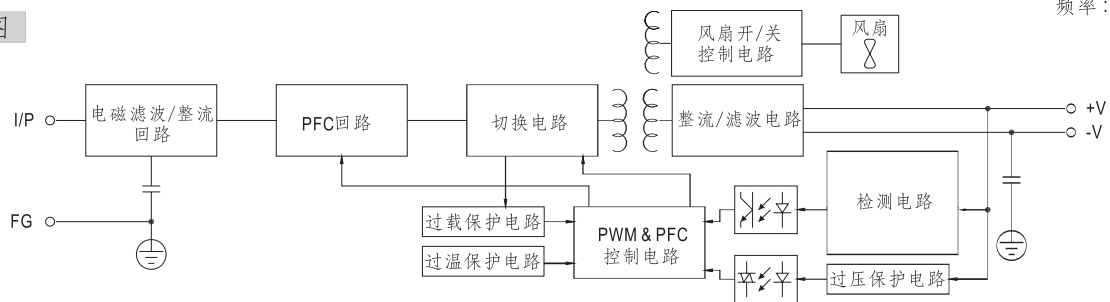 频率:
图
风扇开/关
控制电路
风扇
I/P
电磁滤波/整流
回路
PFC回路
切换电路
整流/滤波电路
+V
-V
检测电路
FG
过载保护电路
过温保护电路
PWM & PFC
控制电路
过压保护电路